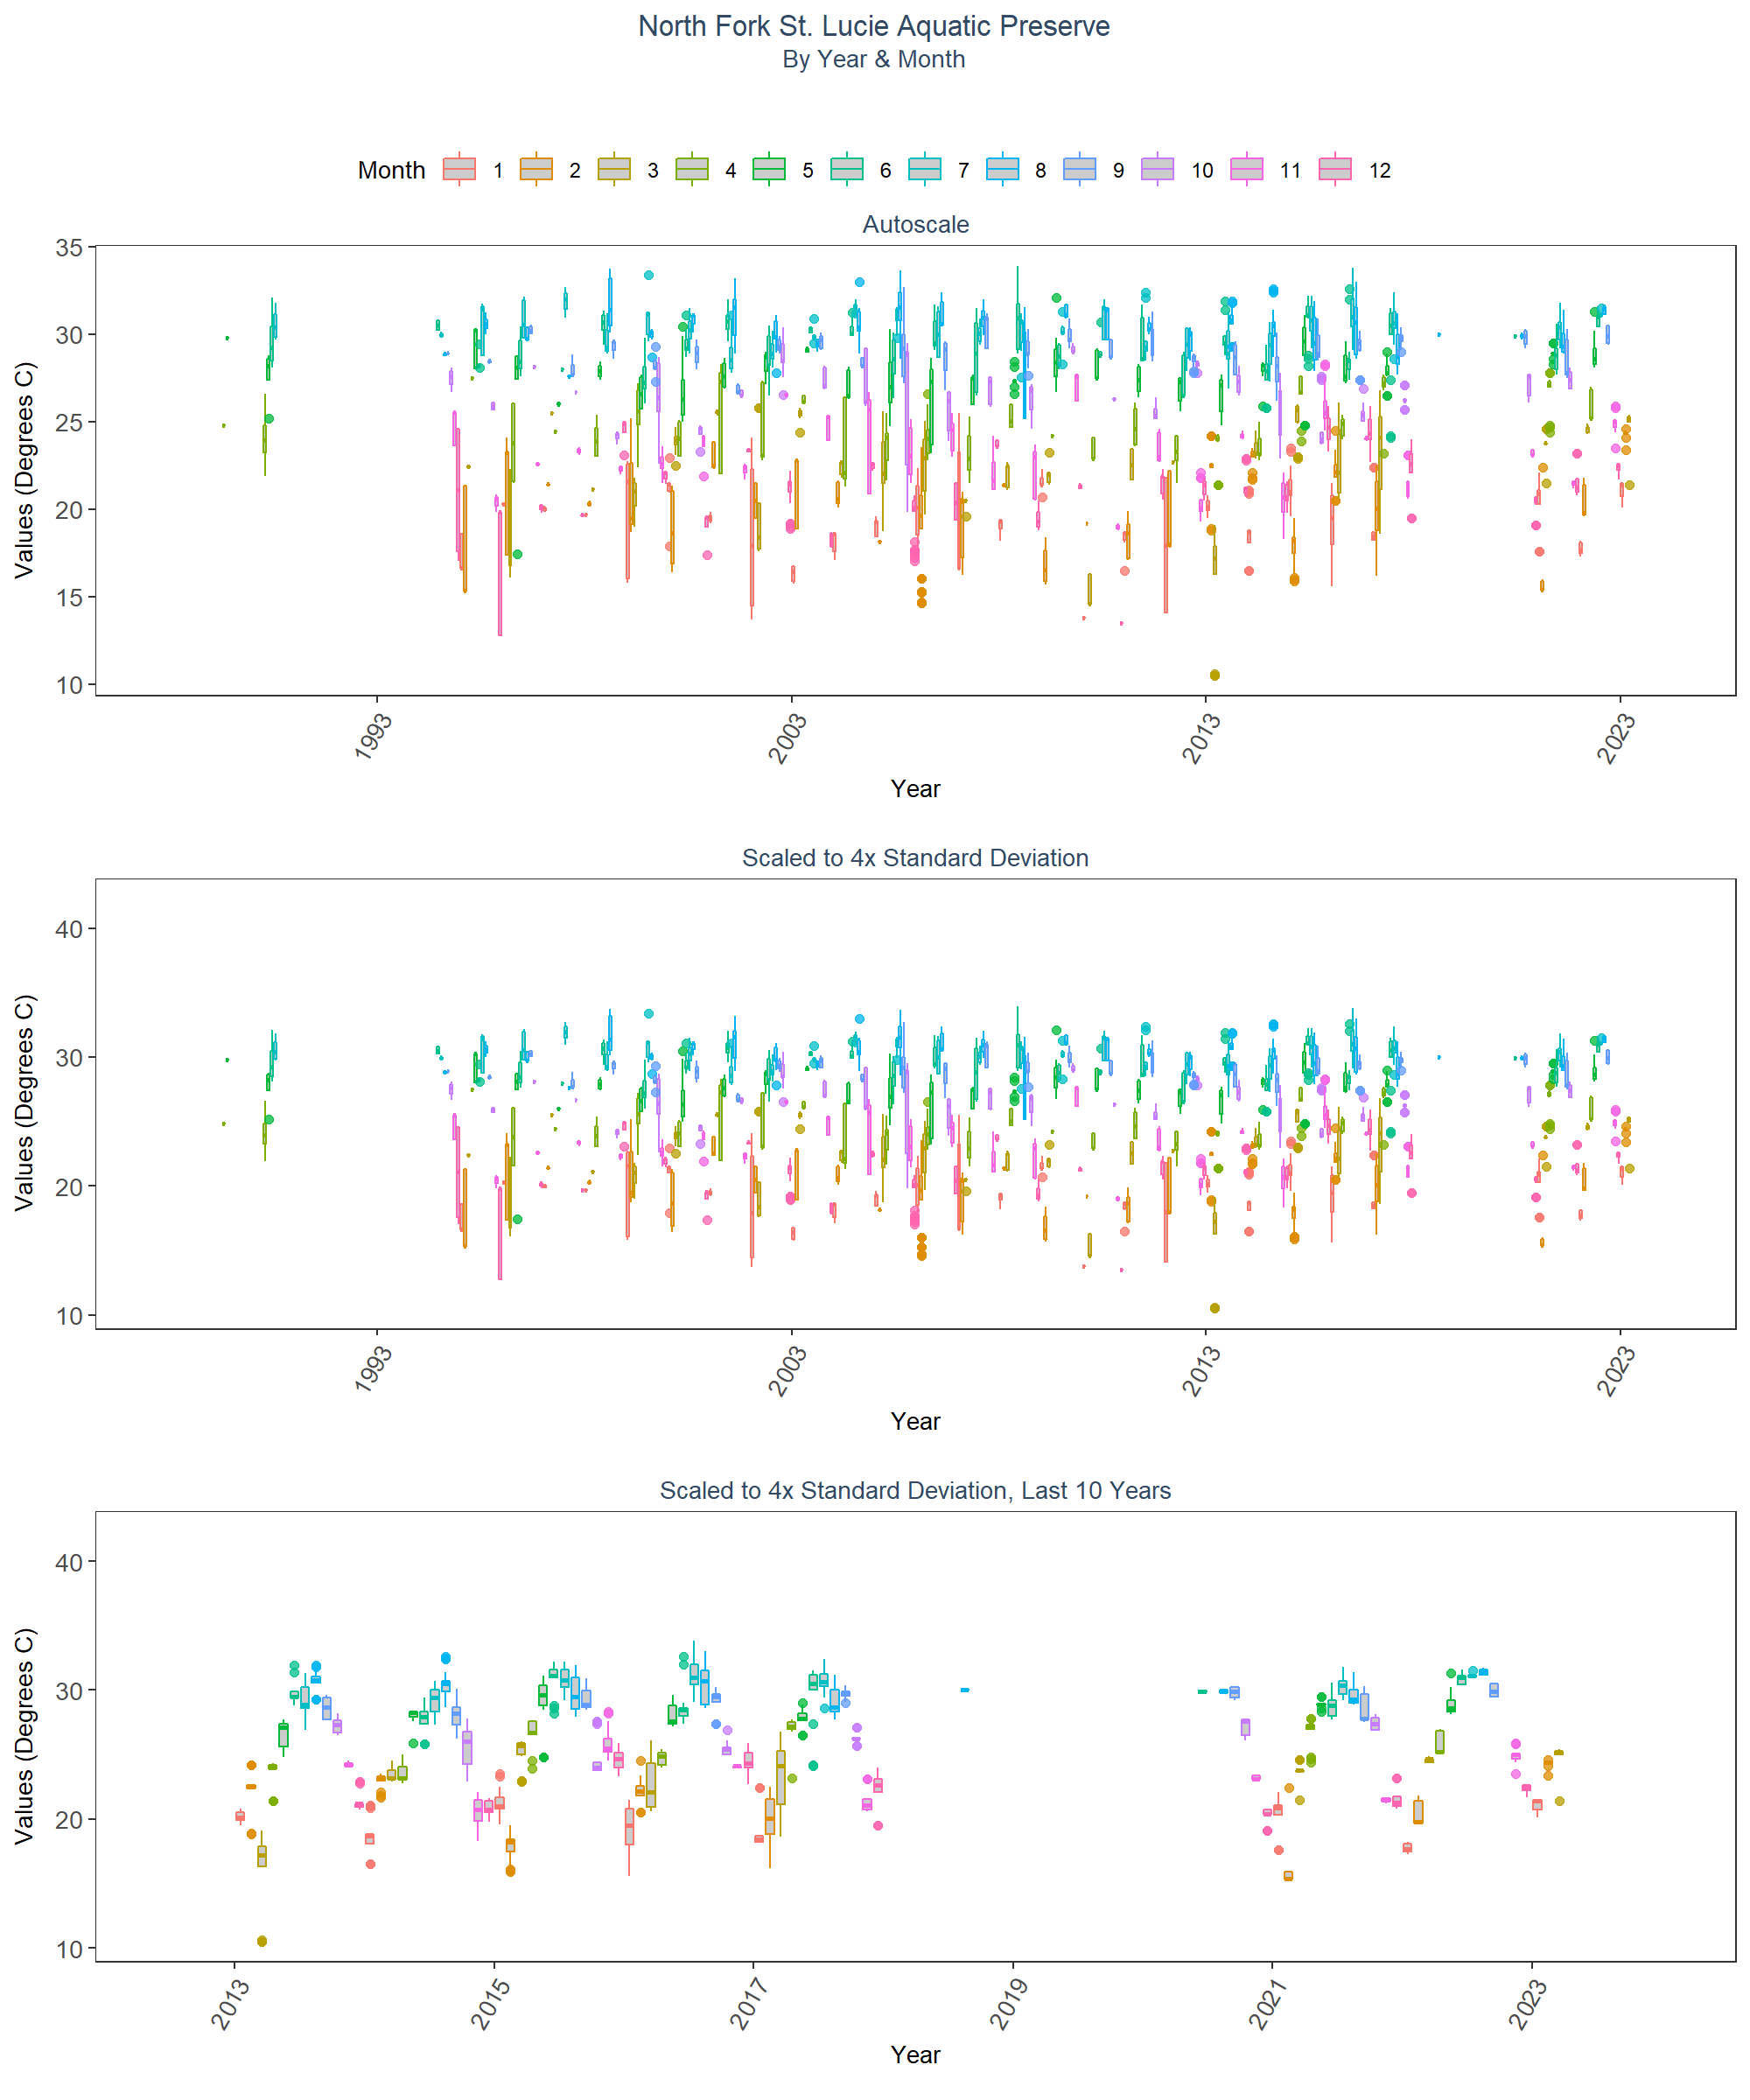 North Fork St. Lucie Aquatic Preserve
By Year & Month
Month 1 2 3 4 5 6 7 8 9 10 11 12
Autoscale
Values (Degrees C)
35
30
25
20
15
10
1993 2003 2013 2023
Year
Scaled to 4x Standard Deviation
Values (Degrees C)
40
30
20
10
1993 2003 2013 2023
Year
Scaled to 4x Standard Deviation, Last 10 Years
Values (Degrees C)
40
30
20
10
2013 2015 2017 2019 2021 2023
Year